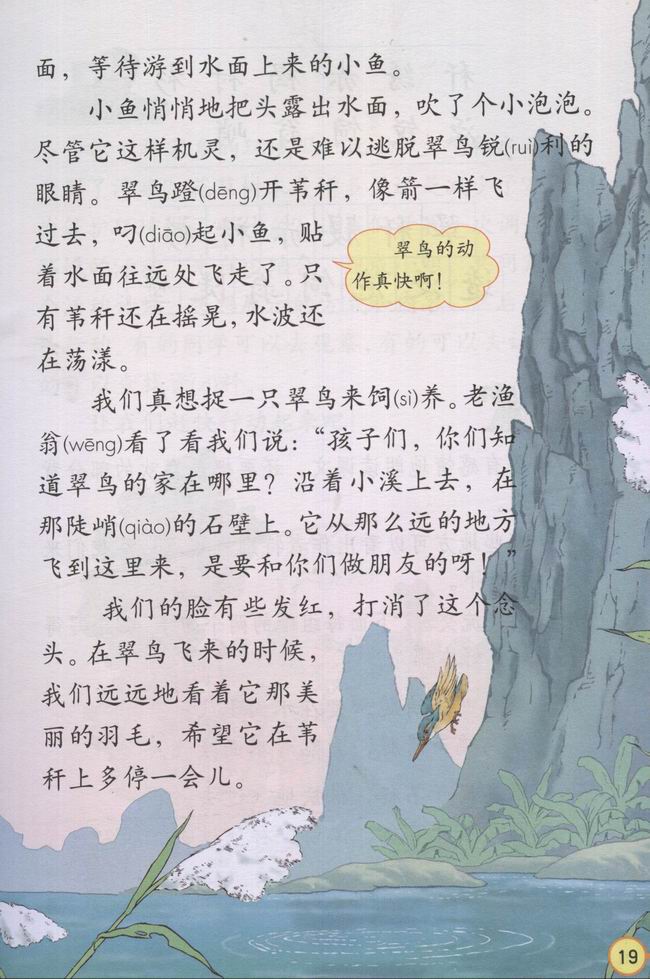 面，等待游到水面上来的小鱼。
小鱼悄悄地把头露出水面，吹了个小泡泡。
尽管它这样机灵，还是难以逃脱翠鸟锐(ruì)利的
眼睛。翠鸟蹬(dēng)开苇秆，像箭一样飞
过去，叼(diāo)起小鱼，贴
着水面往远处飞走了。只
有苇秆还在摇晃，水波还
在荡漾。
翠鸟的动
作真快啊！
我们真想捉一只翠鸟来饲(sì)养。老渔
翁(wēng)看了看我们说：“孩子们，你们知
道翠鸟的家在哪里？沿着小溪上去，在
那陡峭(qiào)的石壁上。它从那么远的地方
飞到这里来，是要和你们做朋友的呀！”
我们的脸有些发红，打消了这个念
头。在翠鸟飞来的时候，
我们远远地看着它那美
丽的羽毛，希望它在苇
秆上多停一会儿。
19